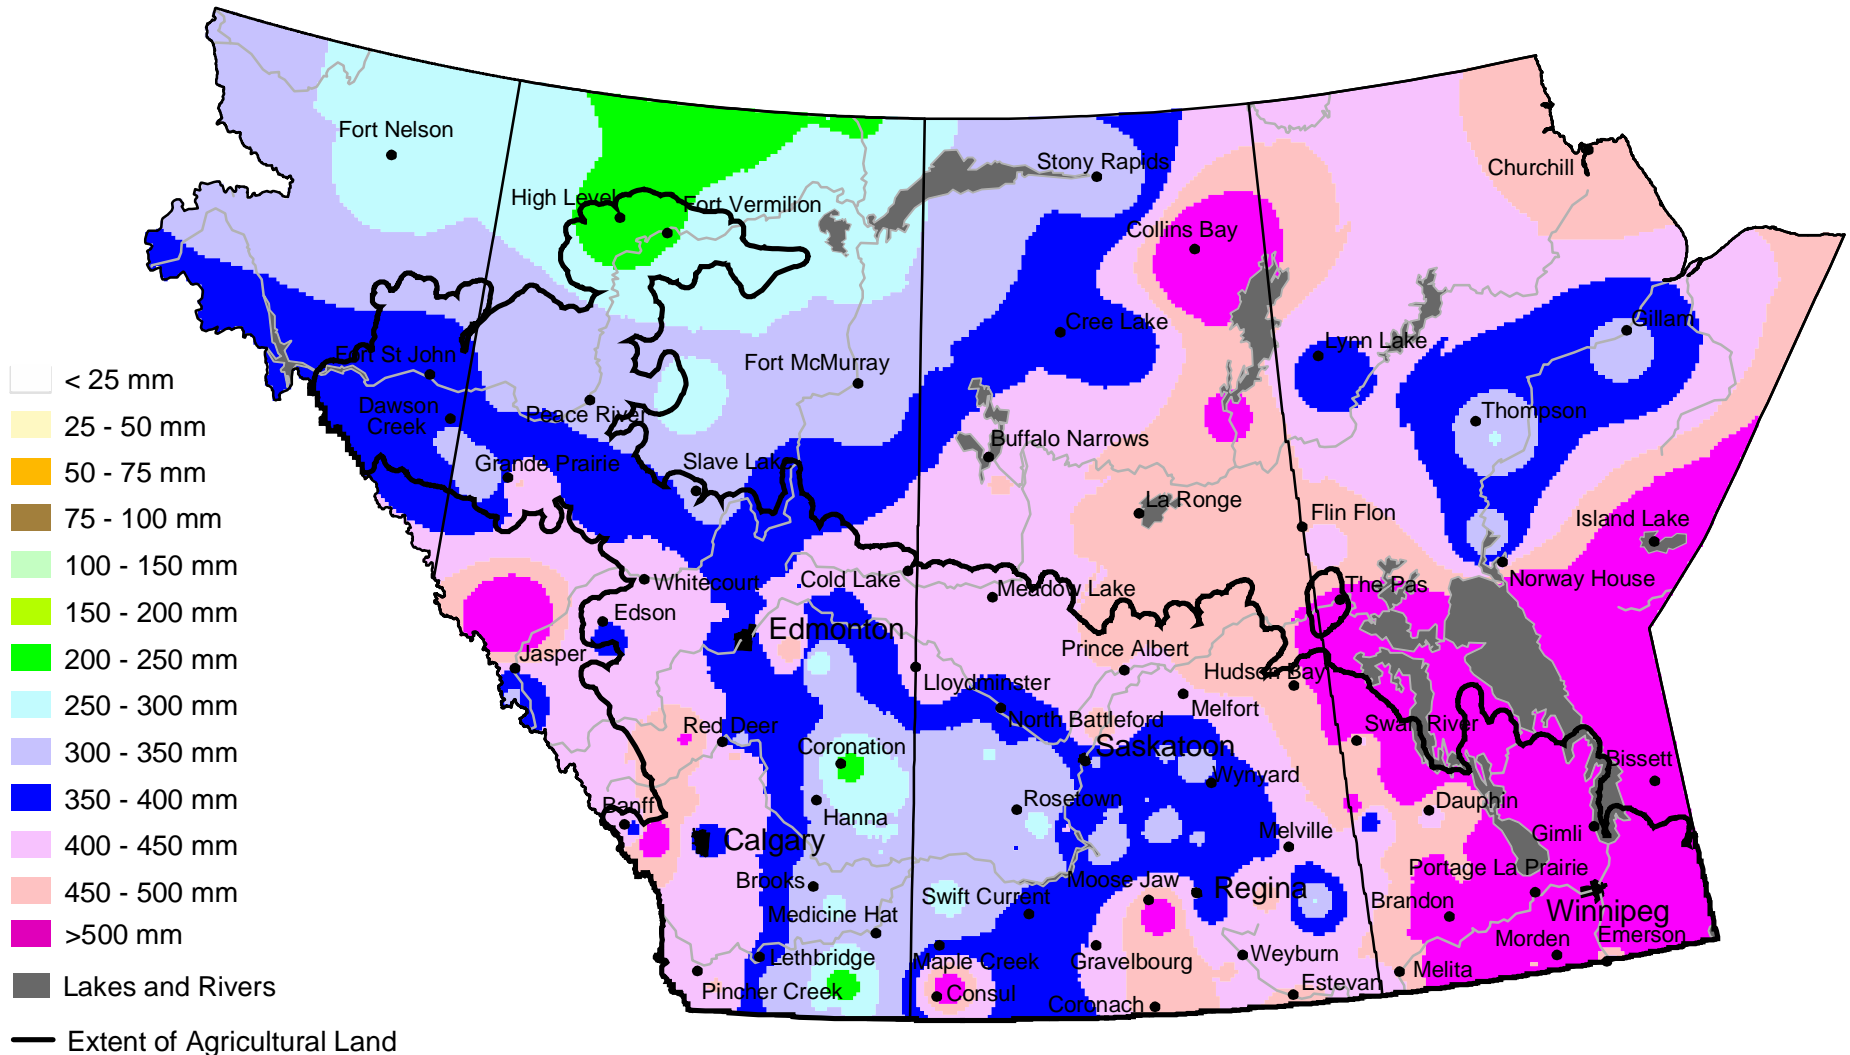 Fort Nelson
Stony Rapids
Churchill
High Level
Fort Vermilion
Collins Bay
Cree Lake
Gillam
Lynn Lake
Fort St John
Fort McMurray
Dawson
Creek
Peace River
Thompson
Buffalo Narrows
Grande Prairie
Slave Lake
La Ronge
Flin Flon
Island Lake
Whitecourt
Cold Lake
Meadow Lake
The Pas
Norway House
Edson
Edmonton
Jasper
Prince Albert
Hudson Bay
Lloydminster
Melfort
North Battleford
Red Deer
Coronation
Saskatoon
Swan River
Bissett
Wynyard
Banff
Hanna
Rosetown
Dauphin
Calgary
Melville
Gimli
Portage La Prairie
Brooks
Moose Jaw
Regina
Swift Current
Brandon
Medicine Hat
Winnipeg
Morden
Emerson
Lethbridge
Maple Creek
Gravelbourg
Weyburn
Melita
Pincher Creek
Consul
Coronach
Estevan
< 25 mm
25 - 50 mm
50 - 75 mm
75 - 100 mm
100 - 150 mm
150 - 200 mm
200 - 250 mm
250 - 300 mm
300 - 350 mm
350 - 400 mm
400 - 450 mm
450 - 500 mm
>500 mm
Lakes and Rivers
Extent of Agricultural Land